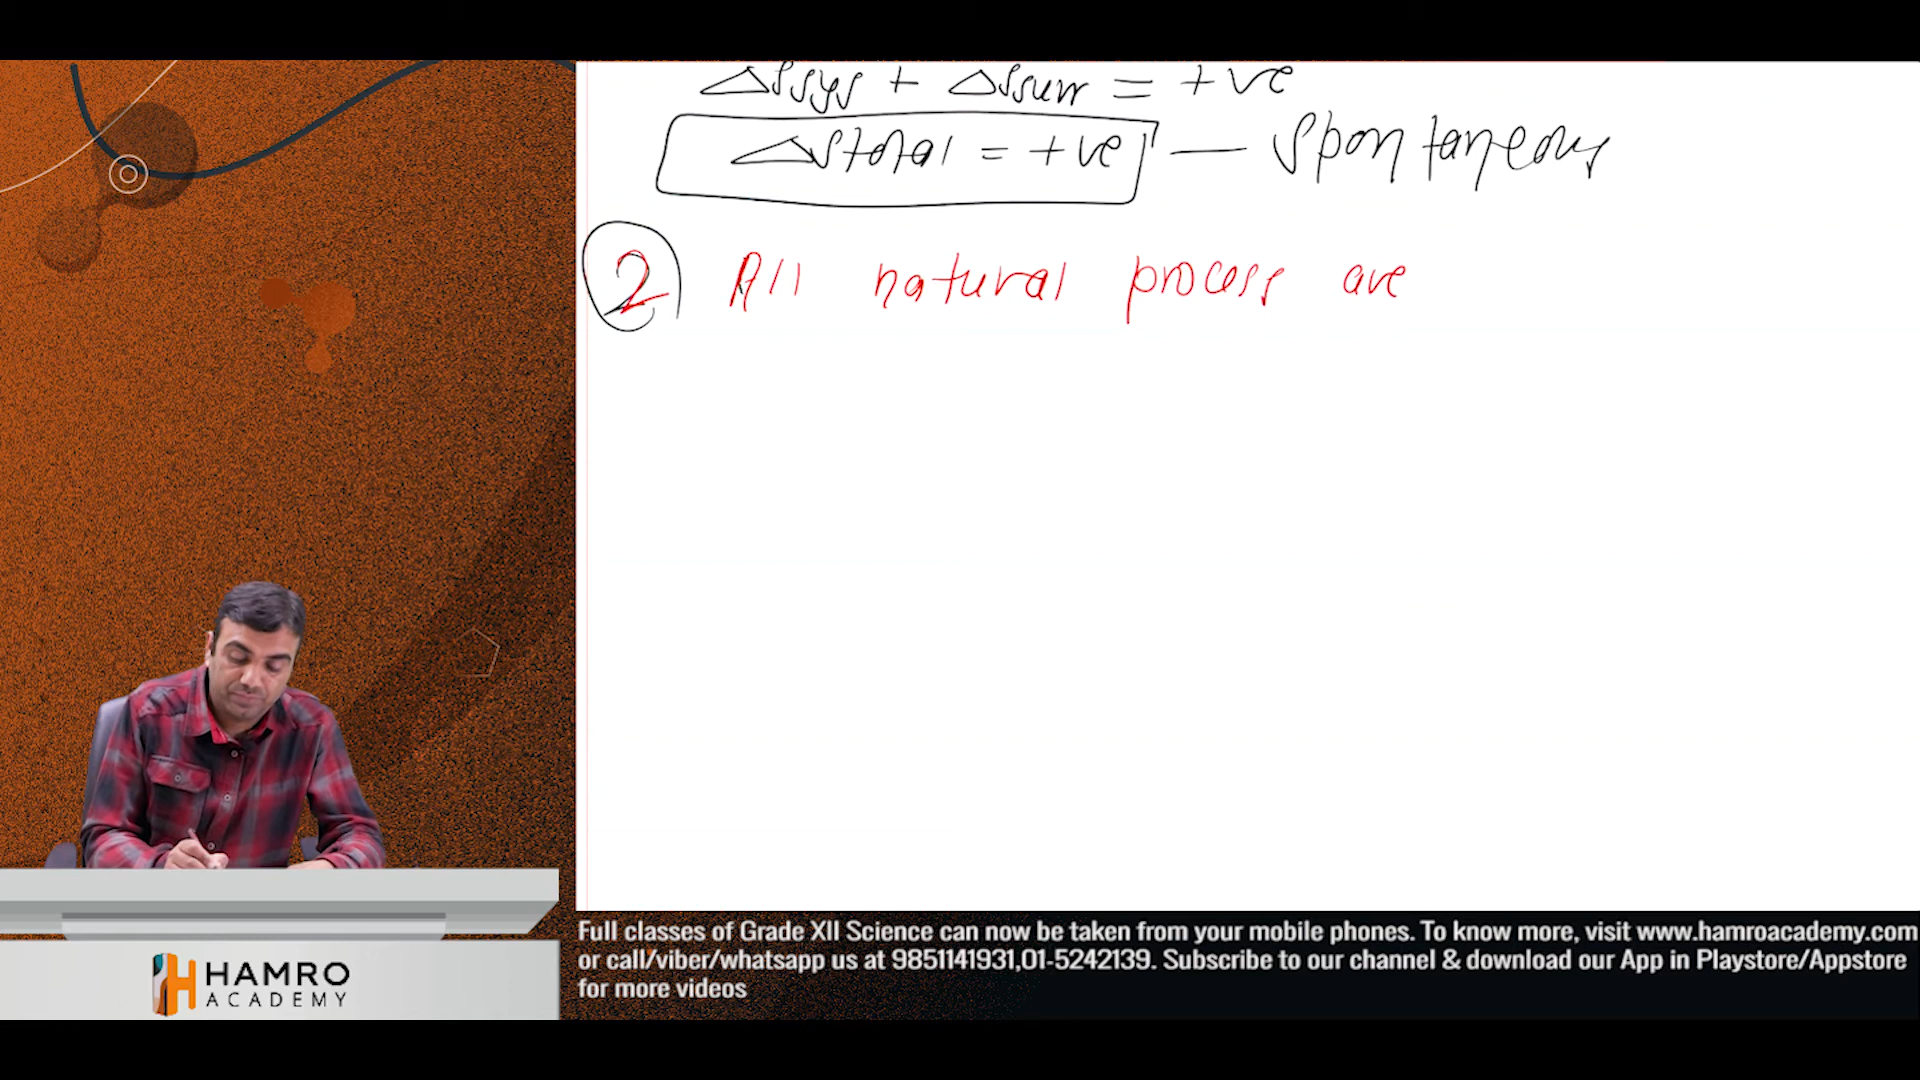 ΔSsys + ΔSsurr = +ve
ΔStotal = +ve — Spontaneous
2 All natural process are
Full classes of Grade XII Science can now be taken from your mobile phones. To know more, visit www.hamroacademy.com
or call/viber/whatsapp us at 9851141931,01-5242139. Subscribe to our channel & download our App in Playstore/Appstore
for more videos
HAMRO
ACADEMY